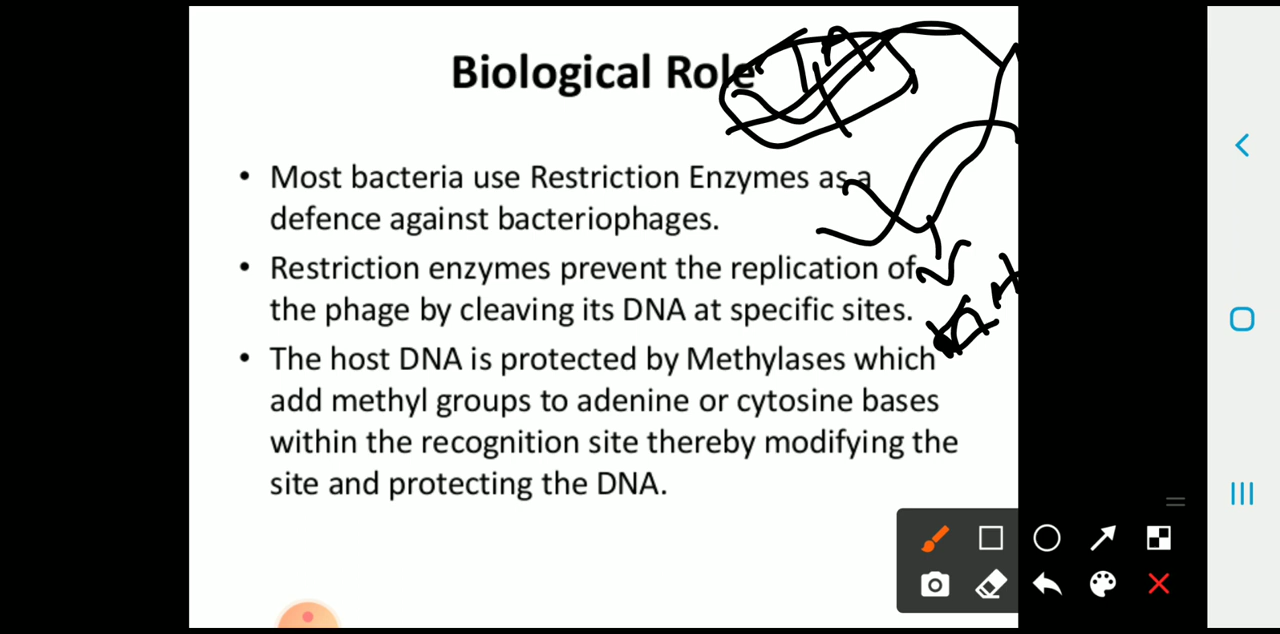 Biological Role
• Most bacteria use Restriction Enzymes as a
defence against bacteriophages.
• Restriction enzymes prevent the replication of
the phage by cleaving its DNA at specific sites.
• The host DNA is protected by Methylases which
add methyl groups to adenine or cytosine bases
within the recognition site thereby modifying the
site and protecting the DNA.